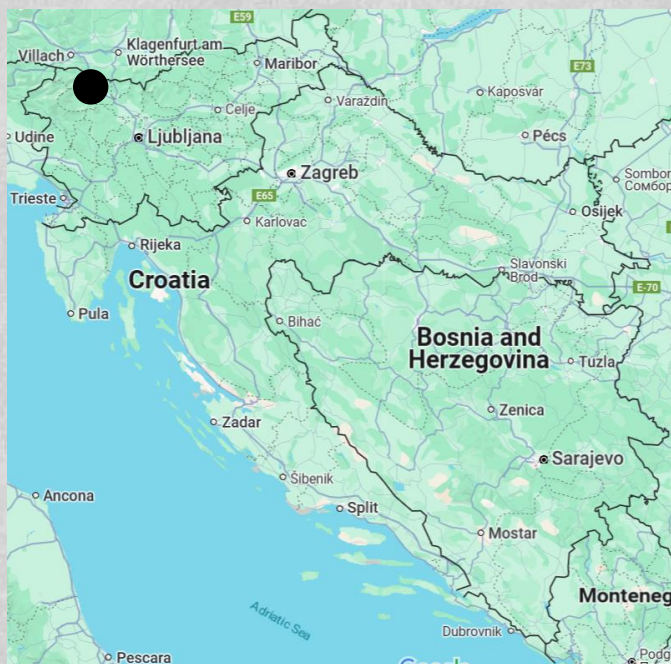 E59
Villach
Klagenfurt am
Wörthersee
Maribor
E73
Kaposvár
Varaždin
Celje
Udine
Ljubljana
Pécs
Zagreb
Sombor
Сомбор
Trieste
E65
Osijek
Karlovac
Rijeka
Slavonski
Brod
Croatia
E-70
Pula
Bihać
Bosnia and
Herzegovina
Tuzla
Zenica
Zadar
Sarajevo
Šibenik
Ancona
Split
Mostar
Montenegro
Adriatic Sea
Dubrovnik
Pescara